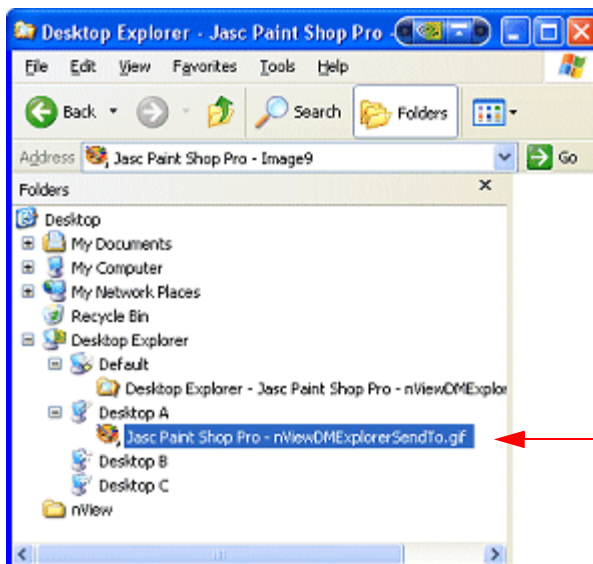 Desktop Explorer - Jasc Paint Shop Pro -
File Edit View Favorites Tools Help
Back Search Folders
Address Jasc Paint Shop Pro - Image9 Go
Folders x
Desktop
My Documents
My Computer
My Network Places
Recycle Bin
Desktop Explorer
Default
Desktop Explorer - Jasc Paint Shop Pro - nViewDMExplor
Desktop A
Jasc Paint Shop Pro - nViewDMExplorerSendTo.gif
Desktop B
Desktop C
nView